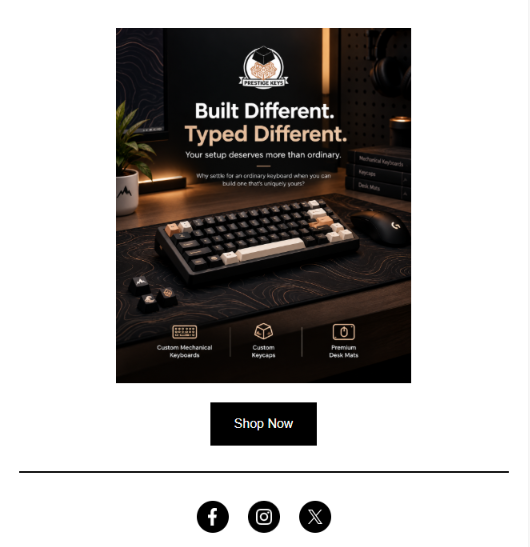 PRESTIGE KEYS
Built Different.
Typed Different.
Your setup deserves more than ordinary.
Why settle for an ordinary keyboard when you can
build one that's uniquely yours?
Mechanical Keyboards
Keycaps
Desk Mats
Custom Mechanical
Keyboards
Custom
Keycaps
Premium
Desk Mats
Shop Now